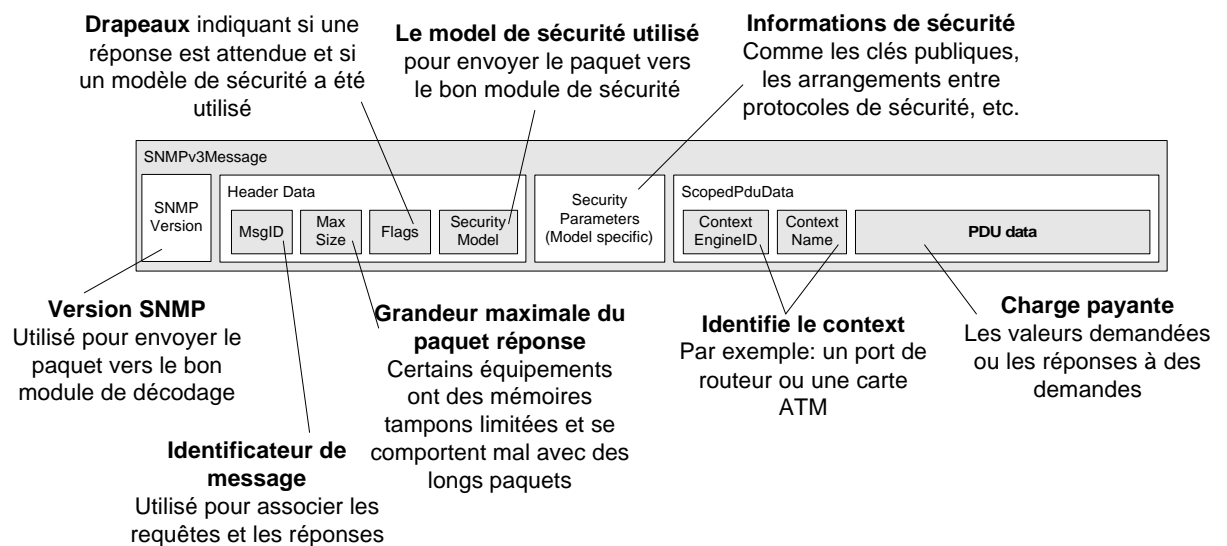 Drapeaux indiquant si une
réponse est attendue et si
un modèle de sécurité a été
utilisé
Le model de sécurité utilisé
pour envoyer le paquet vers
le bon module de sécurité
Informations de sécurité
Comme les clés publiques,
les arrangements entre
protocoles de sécurité, etc.
SNMPv3Message
SNMP
Version
Header Data
MsgID
Max
Size
Flags
Security
Model
Security
Parameters
(Model specific)
ScopedPduData
Context
EngineID
Context
Name
PDU data
Version SNMP
Utilisé pour envoyer le
paquet vers le bon
module de décodage
Identificateur de
message
Utilisé pour associer les
requêtes et les réponses
Grandeur maximale du
paquet réponse
Certains équipements
ont des mémoires
tampons limitées et se
comportent mal avec des
longs paquets
Identifie le context
Par exemple: un port de
routeur ou une carte
ATM
Charge payante
Les valeurs demandées
ou les réponses à des
demandes